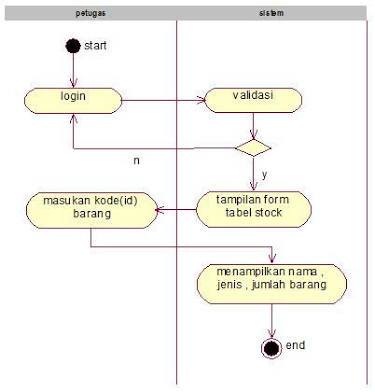 petugas
sistem
start
login
validasi
n
y
masukan kode(id)
barang
tampilan form
tabel stock
menampilkan nama ,
jenis , jumlah barang
end